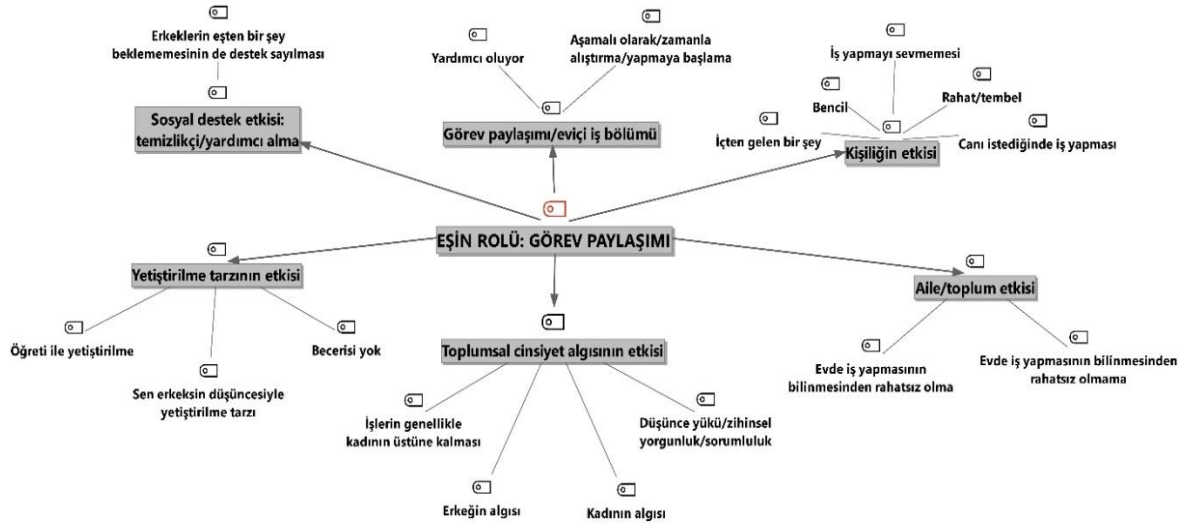 Erkeklerin eşten bir şey
beklememesinin de destek sayılması
Sosyal destek etkisi:
temizlikçi/yardımcı alma
Yardımcı oluyor
Aşamalı olarak/zamanla
alıştırma/yapmaya başlama
Görev paylaşımı/eviçi iş bölümü
İş yapmayı sevmemesi
Bencil
Rahat/tembel
İçten gelen bir şey
Canı istediğinde iş yapması
Kişiliğin etkisi
EŞİN ROLÜ: GÖREV PAYLAŞIMI
Yetiştirilme tarzının etkisi
Öğreti ile yetiştirilme
Sen erkeksin düşüncesiyle
yetiştirilme tarzı
Becerisi yok
Toplumsal cinsiyet algısının etkisi
İşlerin genellikle
kadının üstüne kalması
Erkeğin algısı
Kadının algısı
Düşünce yükü/zihinsel
yorgunluk/sorumluluk
Aile/toplum etkisi
Evde iş yapmasının
bilinmesinden rahatsız olma
Evde iş yapmasının bilinmesinden
rahatsız olmama